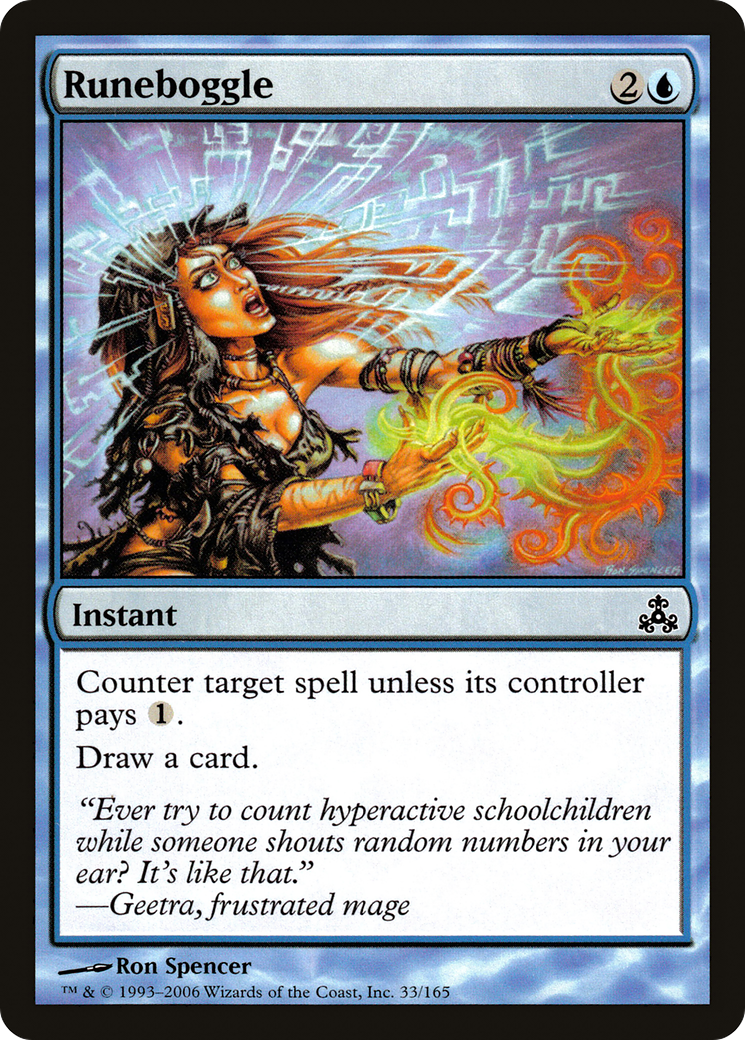 Runeboggle 2
RON SPENCER
Instant
Counter target spell unless its controller
pays 1.
Draw a card.
“Ever try to count hyperactive schoolchildren
while someone shouts random numbers in your
ear? It’s like that.”
—Geetra, frustrated mage
Ron Spencer
™ & © 1993–2006 Wizards of the Coast, Inc. 33/165